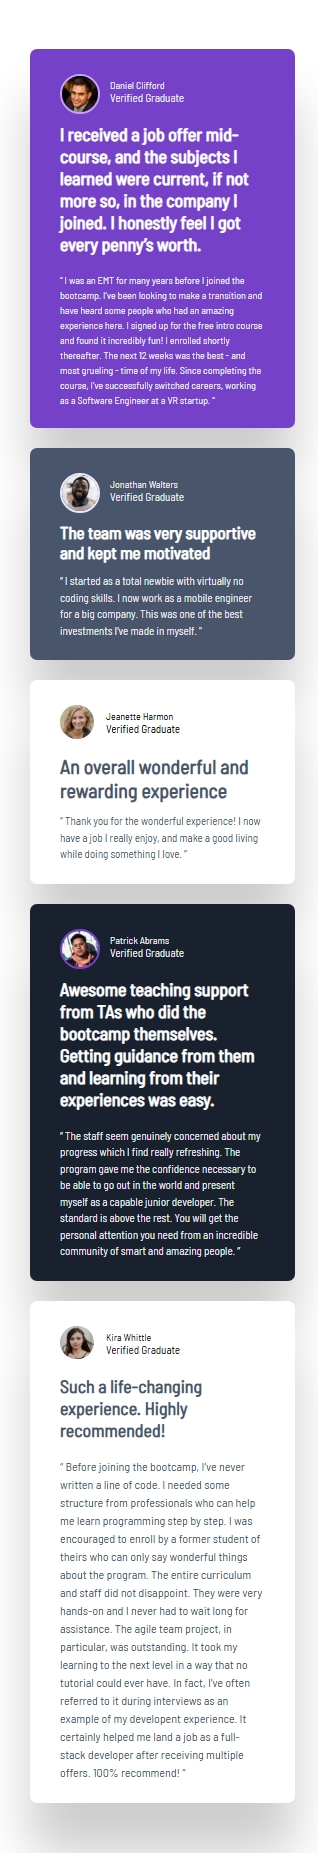 Daniel Clifford
Verified Graduate
I received a job offer mid-
course, and the subjects I
learned were current, if not
more so, in the company I
joined. I honestly feel I got
every penny's worth.
“ I was an EMT for many years before I joined the
bootcamp. I've been looking to make a transition and
have heard some people who had an amazing
experience here. I signed up for the free intro course
and found it incredibly fun! I enrolled shortly
thereafter. The next 12 weeks was the best - and
most grueling - time of my life. Since completing the
course, I've successfully switched careers, working
as a Software Engineer at a VR startup. ”
Jonathan Walters
Verified Graduate
The team was very supportive
and kept me motivated
“ I started as a total newbie with virtually no
coding skills. I now work as a mobile engineer
for a big company. This was one of the best
investments I've made in myself. ”
Jeanette Harmon
Verified Graduate
An overall wonderful and
rewarding experience
“ Thank you for the wonderful experience! I now
have a job I really enjoy, and make a good living
while doing something I love. ”
Patrick Abrams
Verified Graduate
Awesome teaching support
from TAs who did the
bootcamp themselves.
Getting guidance from them
and learning from their
experiences was easy.
“ The staff seem genuinely concerned about my
progress which I find really refreshing. The
program gave me the confidence necessary to
be able to go out in the world and present
myself as a capable junior developer. The
standard is above the rest. You will get the
personal attention you need from an incredible
community of smart and amazing people. ”
Kira Whittle
Verified Graduate
Such a life-changing
experience. Highly
recommended!
“ Before joining the bootcamp, I've never
written a line of code. I needed some
structure from professionals who can help
me learn programming step by step. I was
encouraged to enroll by a former student of
theirs who can only say wonderful things
about the program. The entire curriculum
and staff did not disappoint. They were very
hands-on and I never had to wait long for
assistance. The agile team project, in
particular, was outstanding. It took my
learning to the next level in a way that no
tutorial could ever have. In fact, I've often
referred to it during interviews as an
example of my developent experience. It
certainly helped me land a job as a full-
stack developer after receiving multiple
offers. 100% recommend! ”